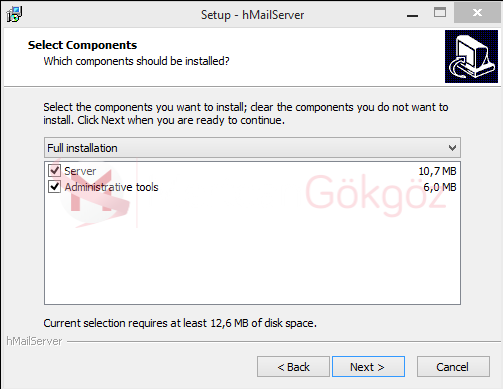 Setup - hMailServer
Select Components
Which components should be installed?
Select the components you want to install; clear the components you do not want to
install. Click Next when you are ready to continue.
Full installation
Server 10,7 MB
Administrative tools 6,0 MB
Gökgöz
Current selection requires at least 12,6 MB of disk space.
hMailServer
< Back Next > Cancel